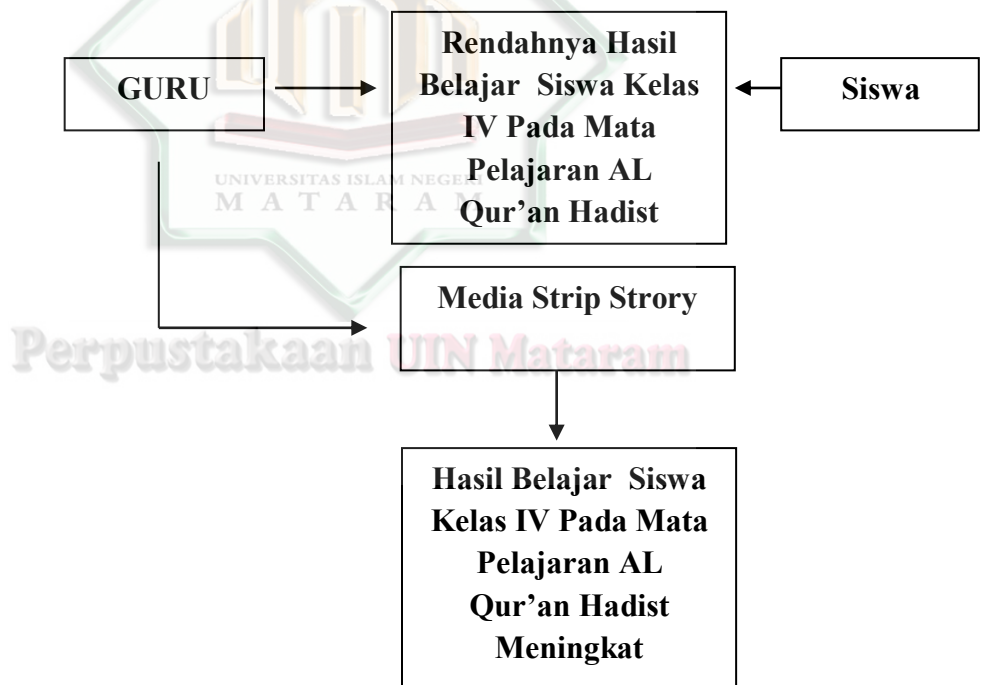 GURU
Rendahnya Hasil
Belajar Siswa Kelas
IV Pada Mata
Pelajaran AL
Qur’an Hadist
Siswa
UNIVERSITAS ISLAM NEGERI
MATARAM
Media Strip Strory
Perpustakaan UIN Mataram
Hasil Belajar Siswa
Kelas IV Pada Mata
Pelajaran AL
Qur’an Hadist
Meningkat